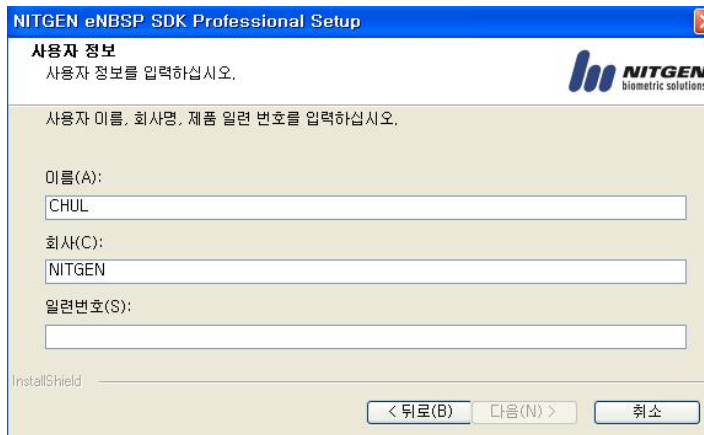 NITGEN eNBSP SDK Professional Setup
사용자 정보
사용자 정보를 입력하십시오.
NITGEN
biometric solutions
사용자 이름, 회사명, 제품 일련 번호를 입력하십시오.
이름(A):
CHUL
회사(C):
NITGEN
일련번호(S):
InstallShield
< 뒤로(B) 다음(N) > 취소